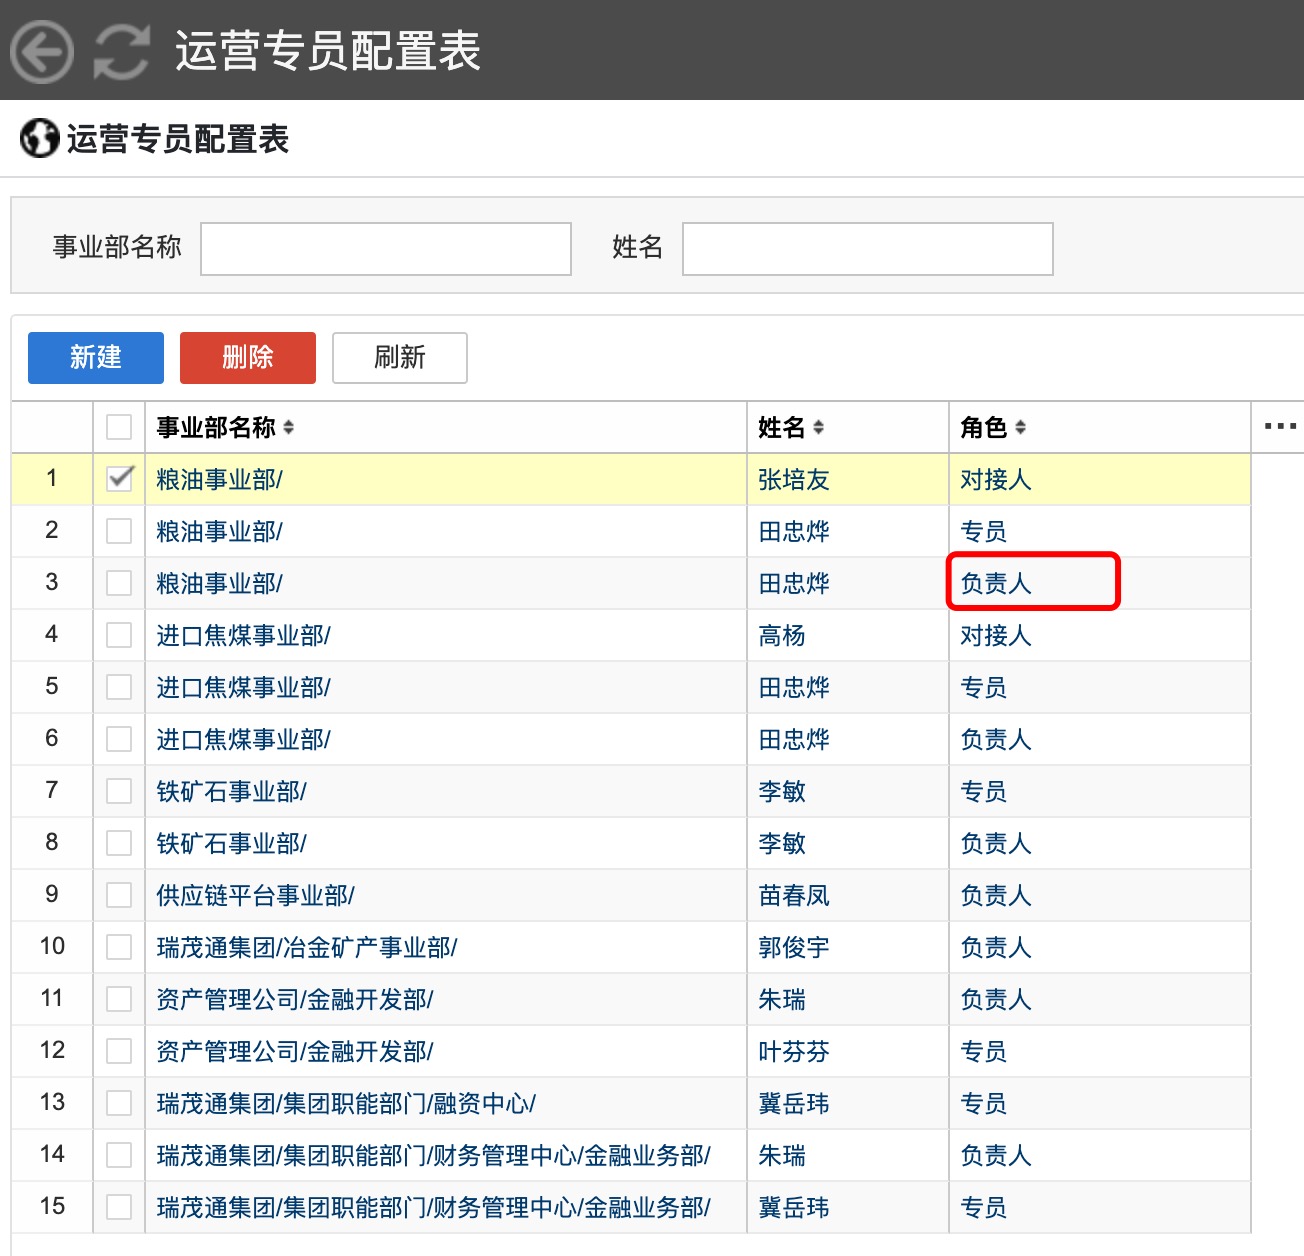 运营专员配置表
运营专员配置表
事业部名称 姓名
新建 删除 刷新
事业部名称 姓名 角色
1 粮油事业部/ 张培友 对接人
2 粮油事业部/ 田忠烨 专员
3 粮油事业部/ 田忠烨 负责人
4 进口焦煤事业部/ 高杨 对接人
5 进口焦煤事业部/ 田忠烨 专员
6 进口焦煤事业部/ 田忠烨 负责人
7 铁矿石事业部/ 李敏 专员
8 铁矿石事业部/ 李敏 负责人
9 供应链平台事业部/ 苗春凤 负责人
10 瑞茂通集团/冶金矿产事业部/ 郭俊宇 负责人
11 资产管理公司/金融开发部/ 朱瑞 负责人
12 资产管理公司/金融开发部/ 叶芬芬 专员
13 瑞茂通集团/集团职能部门/融资中心/ 冀岳玮 专员
14 瑞茂通集团/集团职能部门/财务管理中心/金融业务部/ 朱瑞 负责人
15 瑞茂通集团/集团职能部门/财务管理中心/金融业务部/ 冀岳玮 专员